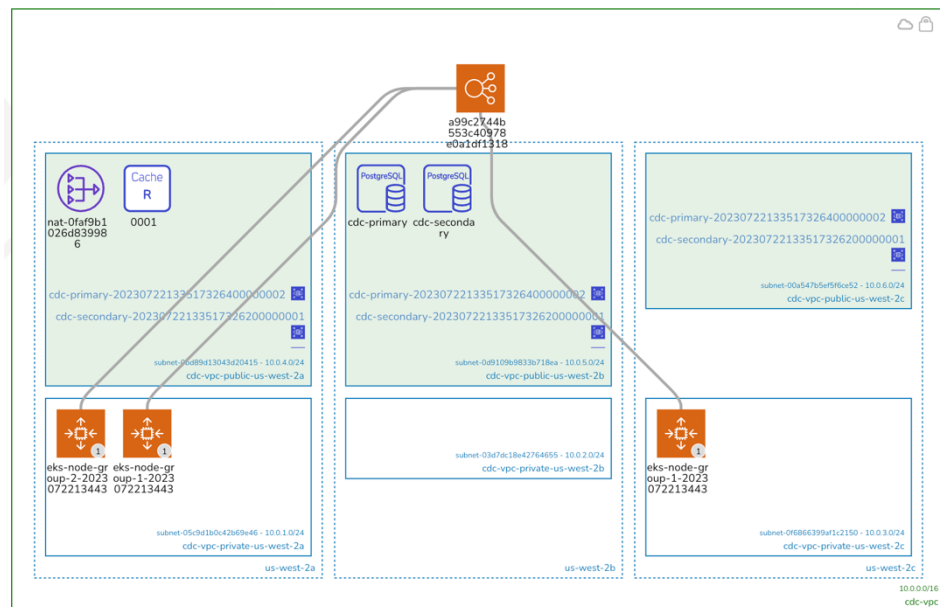 a99c2744b
553c40978
e0a1df1318
Cache
R
nat-0faf9b1
026d83998
6
0001
cdc-primary-20230722133517326400000002
cdc-secondary-20230722133517326200000001
subnet-0bd89d13043d20415 - 10.0.4.0/24
cdc-vpc-public-us-west-2a
PostgreSQL
PostgreSQL
cdc-primary
cdc-seconda
ry
cdc-primary-20230722133517326400000002
cdc-secondary-20230722133517326200000001
subnet-0d9109b9833b718ea - 10.0.5.0/24
cdc-vpc-public-us-west-2b
cdc-primary-20230722133517326400000002
cdc-secondary-20230722133517326200000001
subnet-00a547b5ef5f6ce52 - 10.0.6.0/24
cdc-vpc-public-us-west-2c
1
eks-node-gr
oup-2-2023
072213443
1
eks-node-gr
oup-1-2023
072213443
subnet-05c9d1b0c42b69e46 - 10.0.1.0/24
cdc-vpc-private-us-west-2a
us-west-2a
subnet-03d7dc18e42764655 - 10.0.2.0/24
cdc-vpc-private-us-west-2b
us-west-2b
1
eks-node-gr
oup-1-2023
072213443
subnet-0f6866399af1c2150 - 10.0.3.0/24
cdc-vpc-private-us-west-2c
us-west-2c
10.0.0.0/16
cdc-vpc